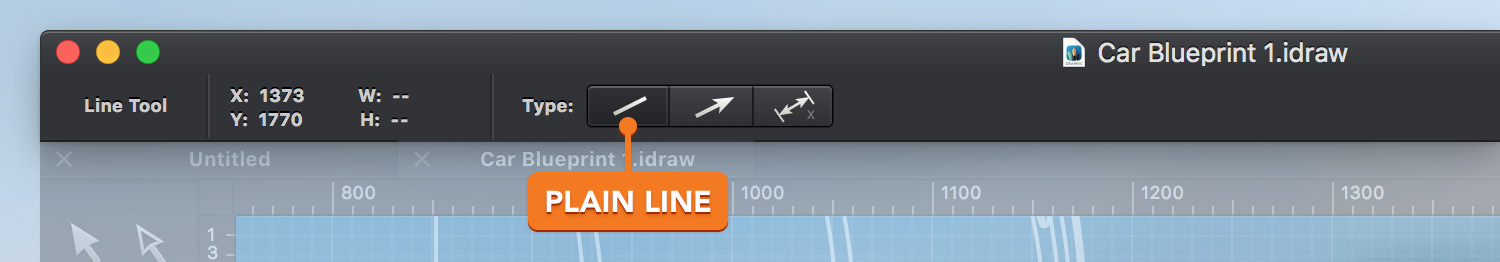 Car Blueprint 1.idraw
Line Tool
X: 1373
W: --
Y: 1770
H: --
Type:
X
Untitled
Car Blueprint 1.idraw
PLAIN LINE
800
1000
1100
1200
1300
1
3